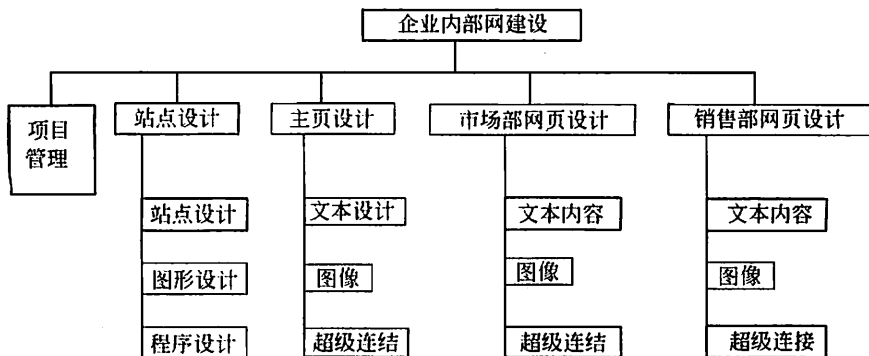 企业内部网建设
项目
管理
站点设计
主页设计
市场部网页设计
销售部网页设计
站点设计
文本设计
文本内容
文本内容
图形设计
图像
图像
图像
程序设计
超级连结
超级连结
超级连接